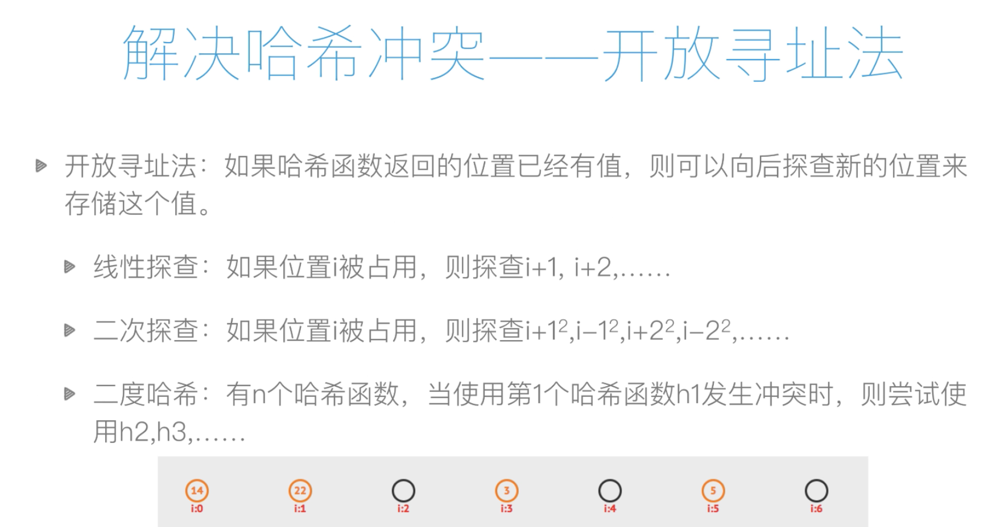 解决哈希冲突——开放寻址法
开放寻址法：如果哈希函数返回的位置已经有值，则可以向后探查新的位置来
存储这个值。
线性探查：如果位置i被占用，则探查i+1, i+2,……
二次探查：如果位置i被占用，则探查i+1²,i–1²,i+2²,i–2²,……
二度哈希：有n个哈希函数，当使用第1个哈希函数h1发生冲突时，则尝试使
用h2,h3,……
14 22 3 5
i:0 i:1 i:2 i:3 i:4 i:5 i:6